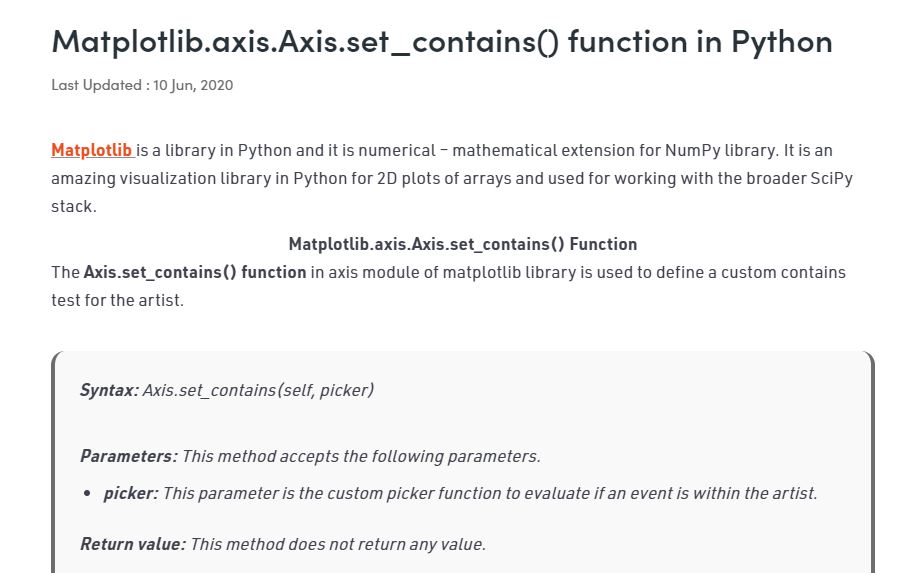 Matplotlib.axis.Axis.set_contains() function in Python
Last Updated : 10 Jun, 2020
Matplotlib is a library in Python and it is numerical – mathematical extension for NumPy library. It is an
amazing visualization library in Python for 2D plots of arrays and used for working with the broader SciPy
stack.
Matplotlib.axis.Axis.set_contains() Function
The Axis.set_contains() function in axis module of matplotlib library is used to define a custom contains
test for the artist.
Syntax: Axis.set_contains(self, picker)
Parameters: This method accepts the following parameters.
• picker: This parameter is the custom picker function to evaluate if an event is within the artist.
Return value: This method does not return any value.